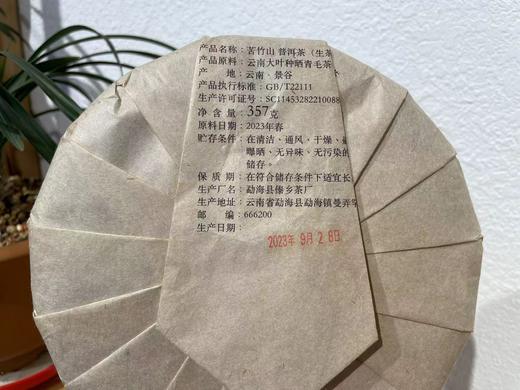 产品名称：苦竹山 普洱茶（生茶
产品原料：云南大叶种晒青毛茶
产 地：云南·景谷
产品执行标准：GB/T22111
生产许可证号：SC11453282210088
净 含 量：357克
原料日期：2023年春
贮存条件：在清洁、通风、干燥、避
曝晒、无异味、无污染的
储存。
保 质 期：在符合储存条件下适宜长
生产厂名：勐海县傣乡茶厂
生产地址：云南省勐海县勐海镇曼弄
邮 编：666200
生产日期：
2023年 9月 28日